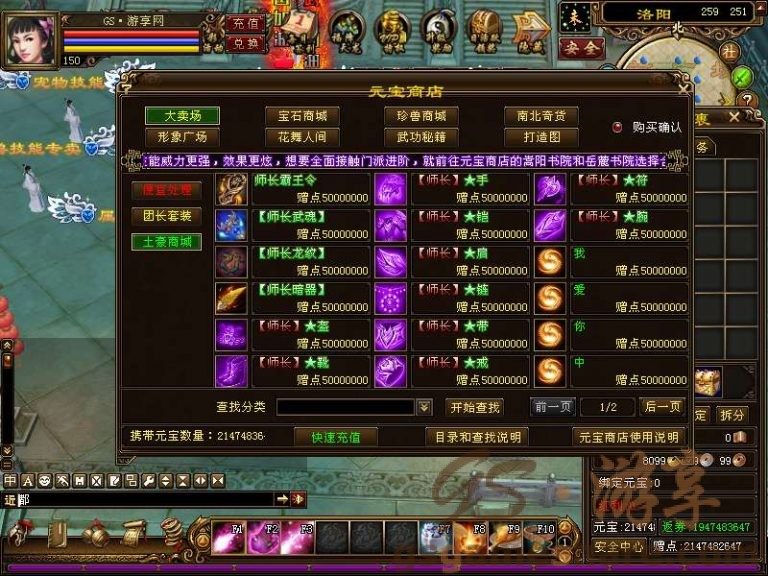 GS·游享网
充值
兑换
活动
150
洛阳
259 251
北
未
安全
社
宠物技能
元宝商店
惠
大卖场
宝石商城
珍兽商城
南北奇货
形象广场
花舞人间
武功秘籍
打造图
购买确认
能威力更强，效果更炫，想要全面接触门派进阶，就前往元宝商店的嵩阳书院和岳麓书院选择
技能专卖
便宜处理
团长套装
土豪商城
师长霸王令
赠点50000000
【师长】★手
赠点50000000
【师长】★符
赠点50000000
【师长武魂】
赠点50000000
【师长】★铠
赠点50000000
【师长】★腕
赠点50000000
【师长龙纹】
赠点50000000
【师长】★肩
赠点50000000
我
赠点50000000
【师长暗器】
赠点50000000
【师长】★链
赠点50000000
爱
赠点50000000
【师长】★盔
赠点50000000
【师长】★带
赠点50000000
你
赠点50000000
【师长】★靴
赠点50000000
【师长】★戒
赠点50000000
中
赠点50000000
查找分类
开始查找
前一页
1/2
后一页
定
拆分
携带元宝数量：21474836
快速充值
目录和查找说明
元宝商店使用说明
0
8099
99
绑定元宝:0
近
F1
F2
F3
F7
F8
F9
F10
元宝:21474
返券:1947483647
安全中心
赠点:2147482647
GS·游享